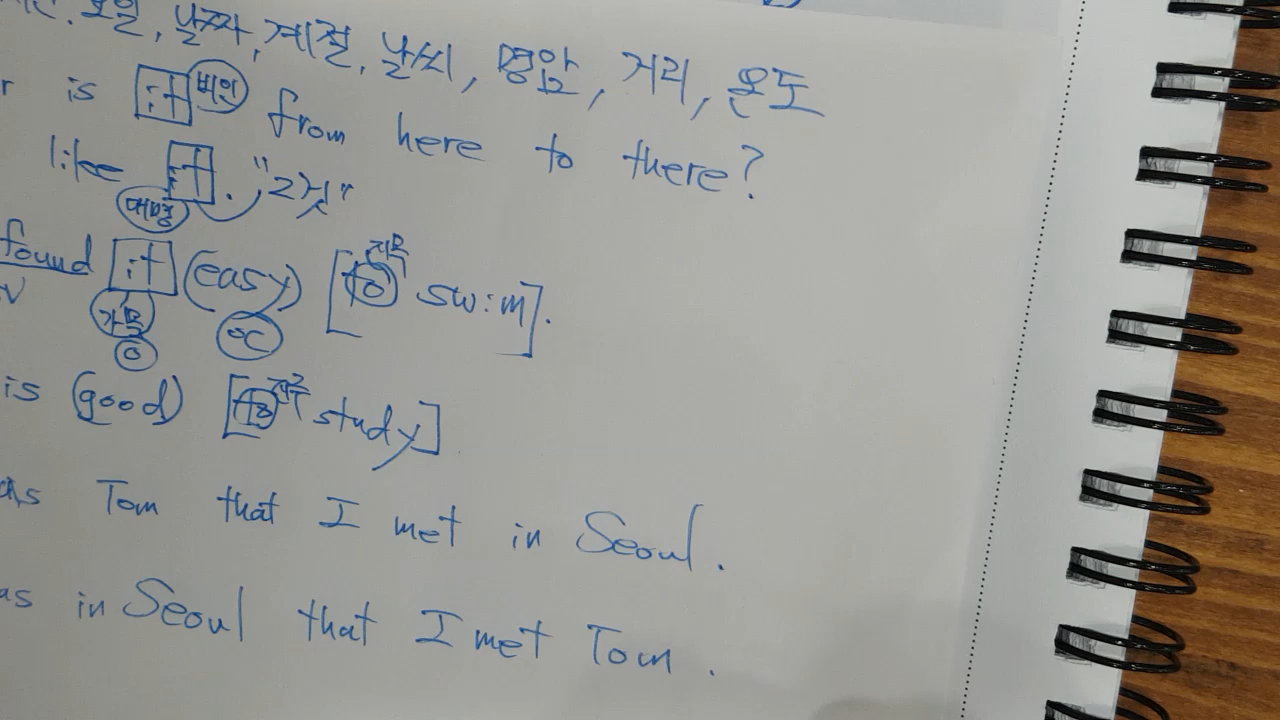 요일, 날짜, 계절, 날씨, 명암, 거리, 온도
r is it 비인 from here to there?
like it. "그것"
대명
found it (easy) [to 진목 swim].
V 가목 OC
O
is (good) [to 진주 study]
as Tom that I met in Seoul.
as in Seoul that I met Tom.